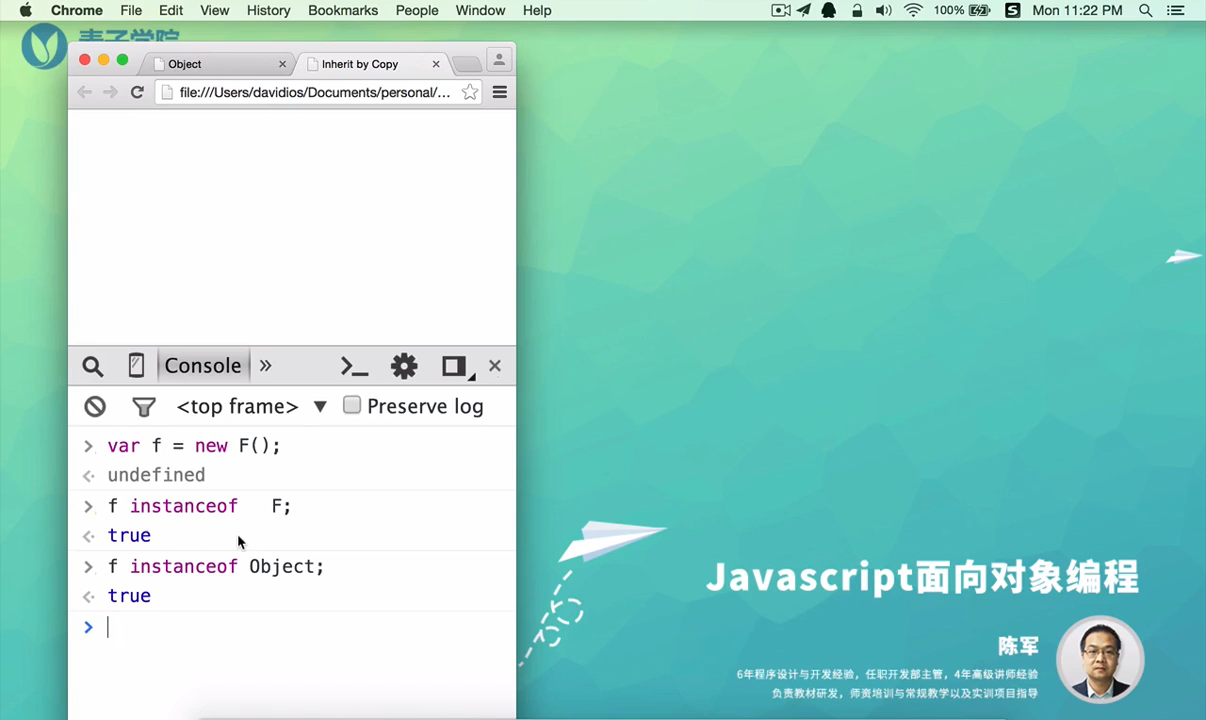 Chrome File Edit View History Bookmarks People Window Help 100% Mon 11:22 PM
麦子学院
Object
Inherit by Copy
file:///Users/davidios/Documents/personal/...
Console »
<top frame> ▼ Preserve log
> var f = new F();
undefined
> f instanceof   F;
true
> f instanceof Object;
true
>
Javascript面向对象编程
陈军
6年程序设计与开发经验，任职开发部主管，4年高级讲师经验
负责教材研发，师资培训与常规教学以及实训项目指导